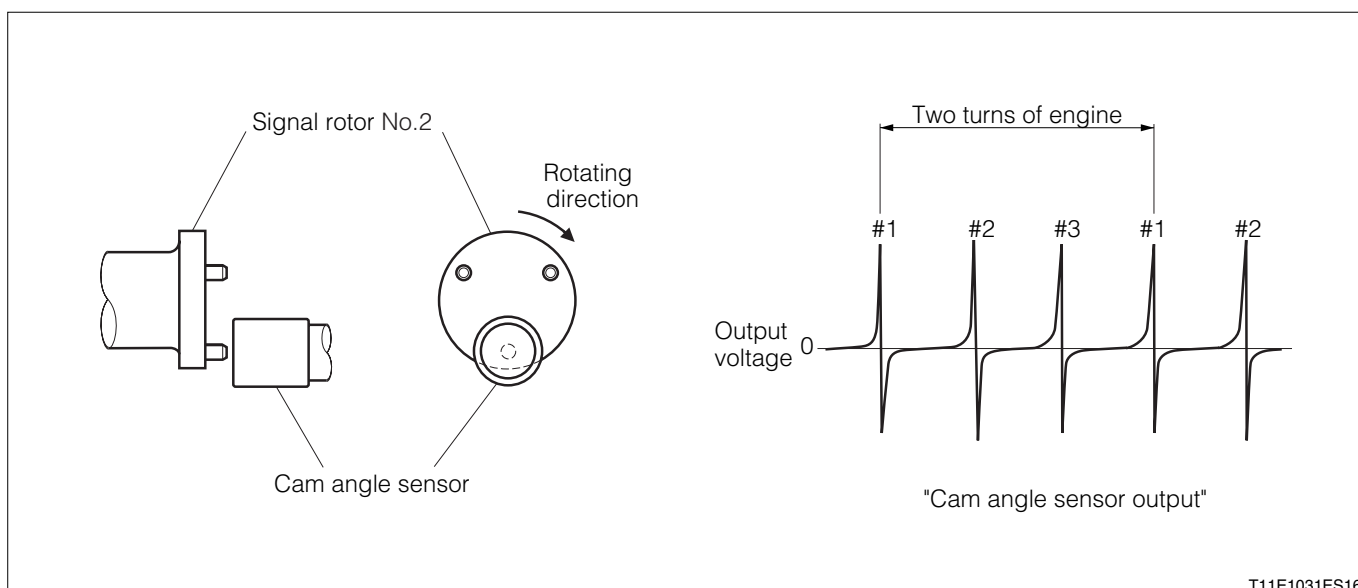 Signal rotor No.2
Rotating
direction
Cam angle sensor
Two turns of engine
#1 #2 #3 #1 #2
Output
voltage
0
"Cam angle sensor output"
T11E1031ES16